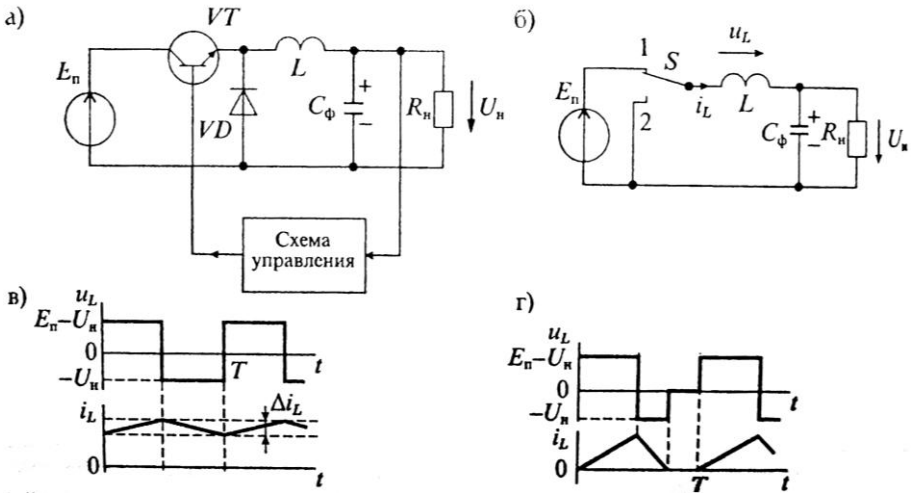 а)
VT
L
Eп
VD
Cф
+
−
Rн
Uн
Схема
управления
б)
uL
1
S
Eп
iL
L
2
Cф
+
−
Rн
Uн
в)
uL
Eп−Uн
0
T
t
−Uн
iL
ΔiL
0
t
г)
uL
Eп−Uн
0
t
−Uн
iL
0
T
t